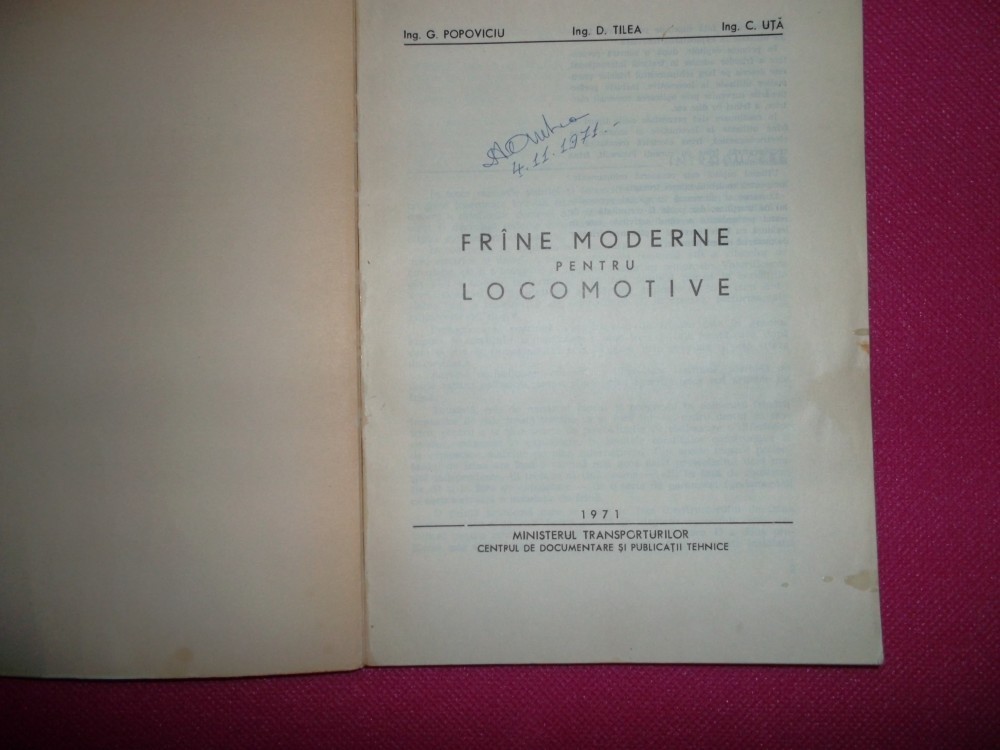 Ing. G. POPOVICIU Ing. D. TILEA Ing. C. UȚĂ
4.11.1971.-
FRÎNE MODERNE
PENTRU
LOCOMOTIVE
1971
MINISTERUL TRANSPORTURILOR
CENTRUL DE DOCUMENTARE ȘI PUBLICAȚII TEHNICE